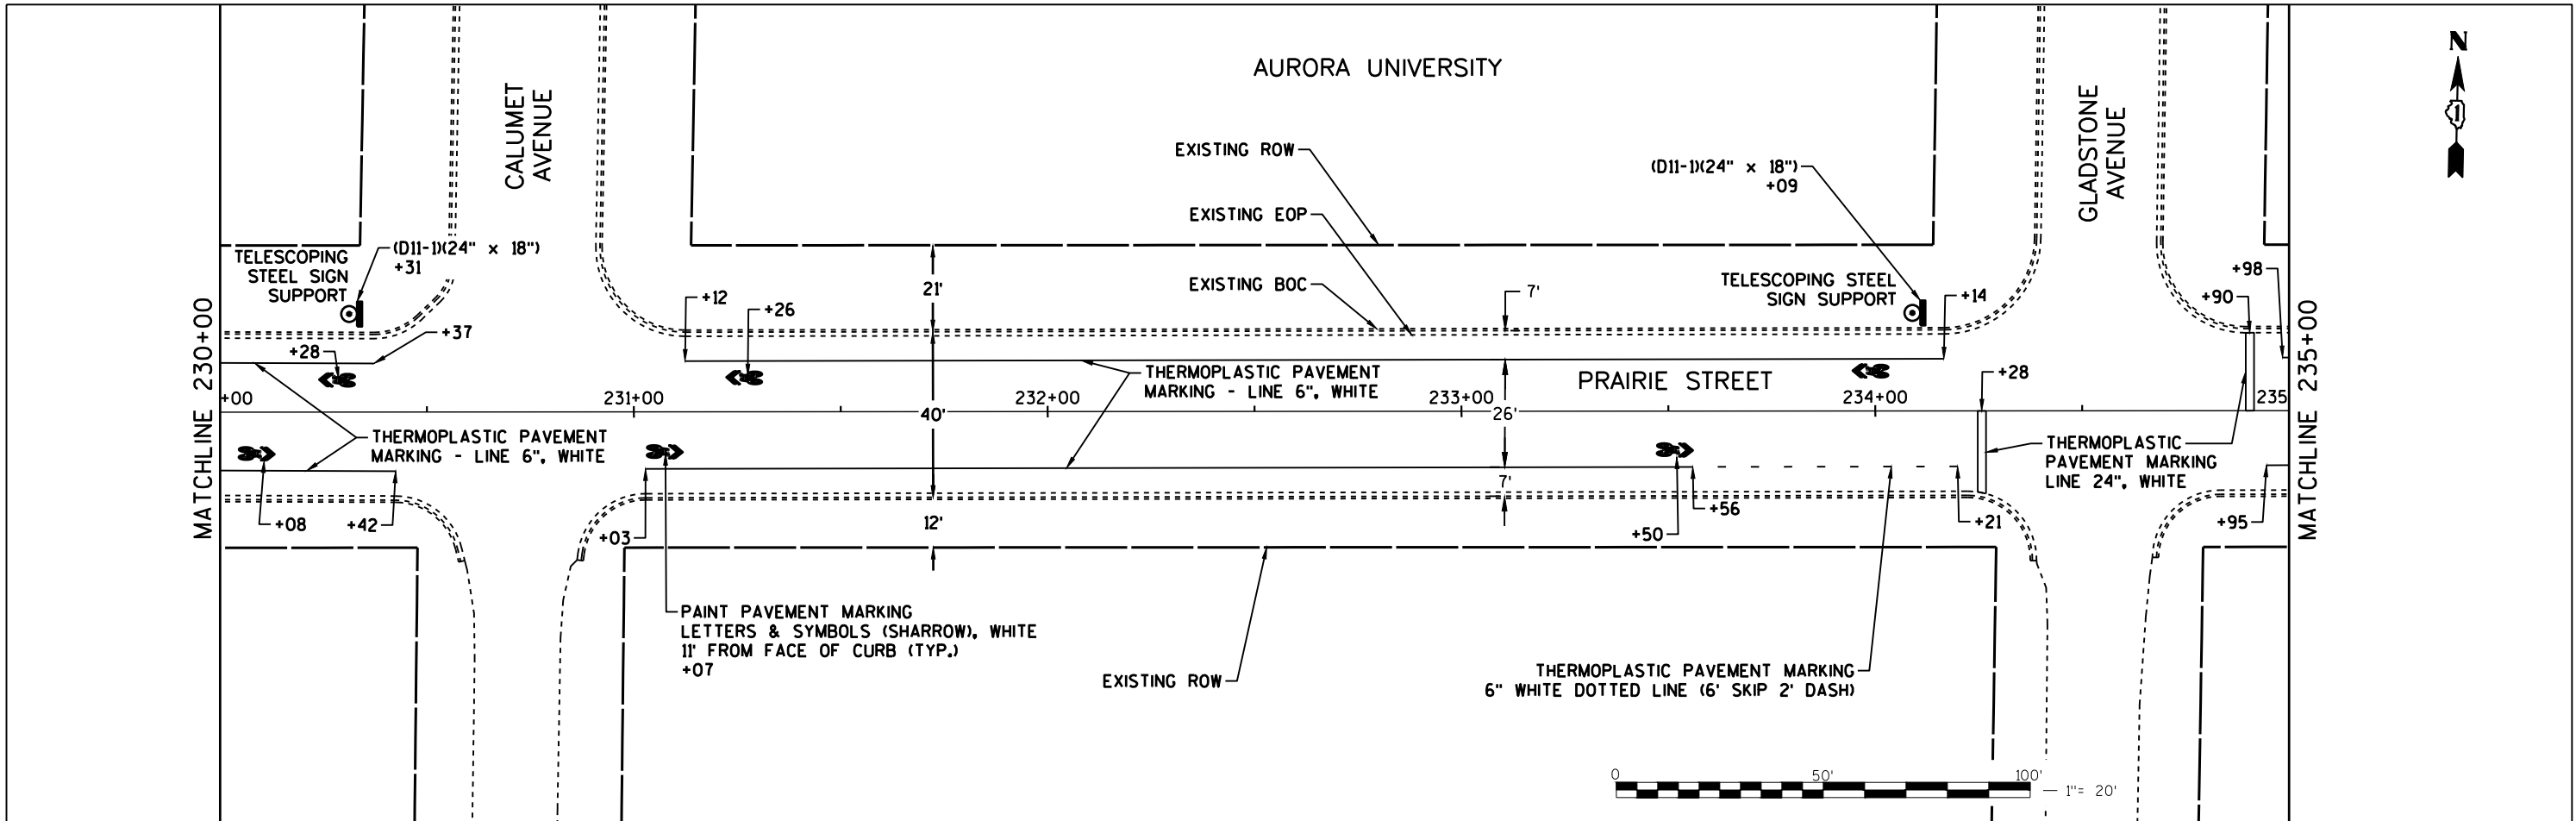 AURORA UNIVERSITY
N
1
CALUMET
AVENUE
GLADSTONE
AVENUE
EXISTING ROW
(D11-1)(24" x 18")
+09
EXISTING EOP
TELESCOPING
STEEL SIGN
SUPPORT
(D11-1)(24" x 18")
+31
EXISTING BOC
TELESCOPING STEEL
SIGN SUPPORT
21'
7'
+12
+26
+14
+98
+90
+37
+28
MATCHLINE 230+00
MATCHLINE 235+00
THERMOPLASTIC PAVEMENT
MARKING - LINE 6", WHITE
PRAIRIE STREET
+28
+00
231+00
232+00
233+00
234+00
235
40'
26'
THERMOPLASTIC PAVEMENT
MARKING - LINE 6", WHITE
THERMOPLASTIC
PAVEMENT MARKING
LINE 24", WHITE
7'
+08
+42
+03
12'
+50
+56
+21
+95
PAINT PAVEMENT MARKING
LETTERS & SYMBOLS (SHARROW), WHITE
11' FROM FACE OF CURB (TYP.)
+07
EXISTING ROW
THERMOPLASTIC PAVEMENT MARKING
6" WHITE DOTTED LINE (6' SKIP 2' DASH)
0 50' 100'
1"= 20'